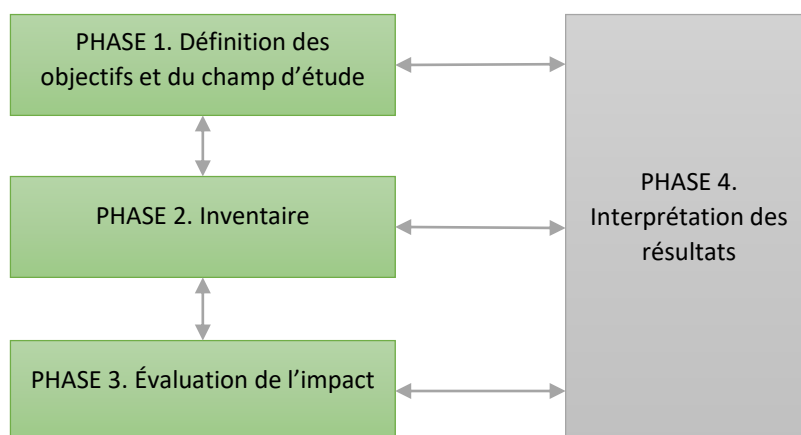 PHASE 1. Définition des
objectifs et du champ d’étude
PHASE 2. Inventaire
PHASE 3. Évaluation de l’impact
PHASE 4.
Interprétation des
résultats